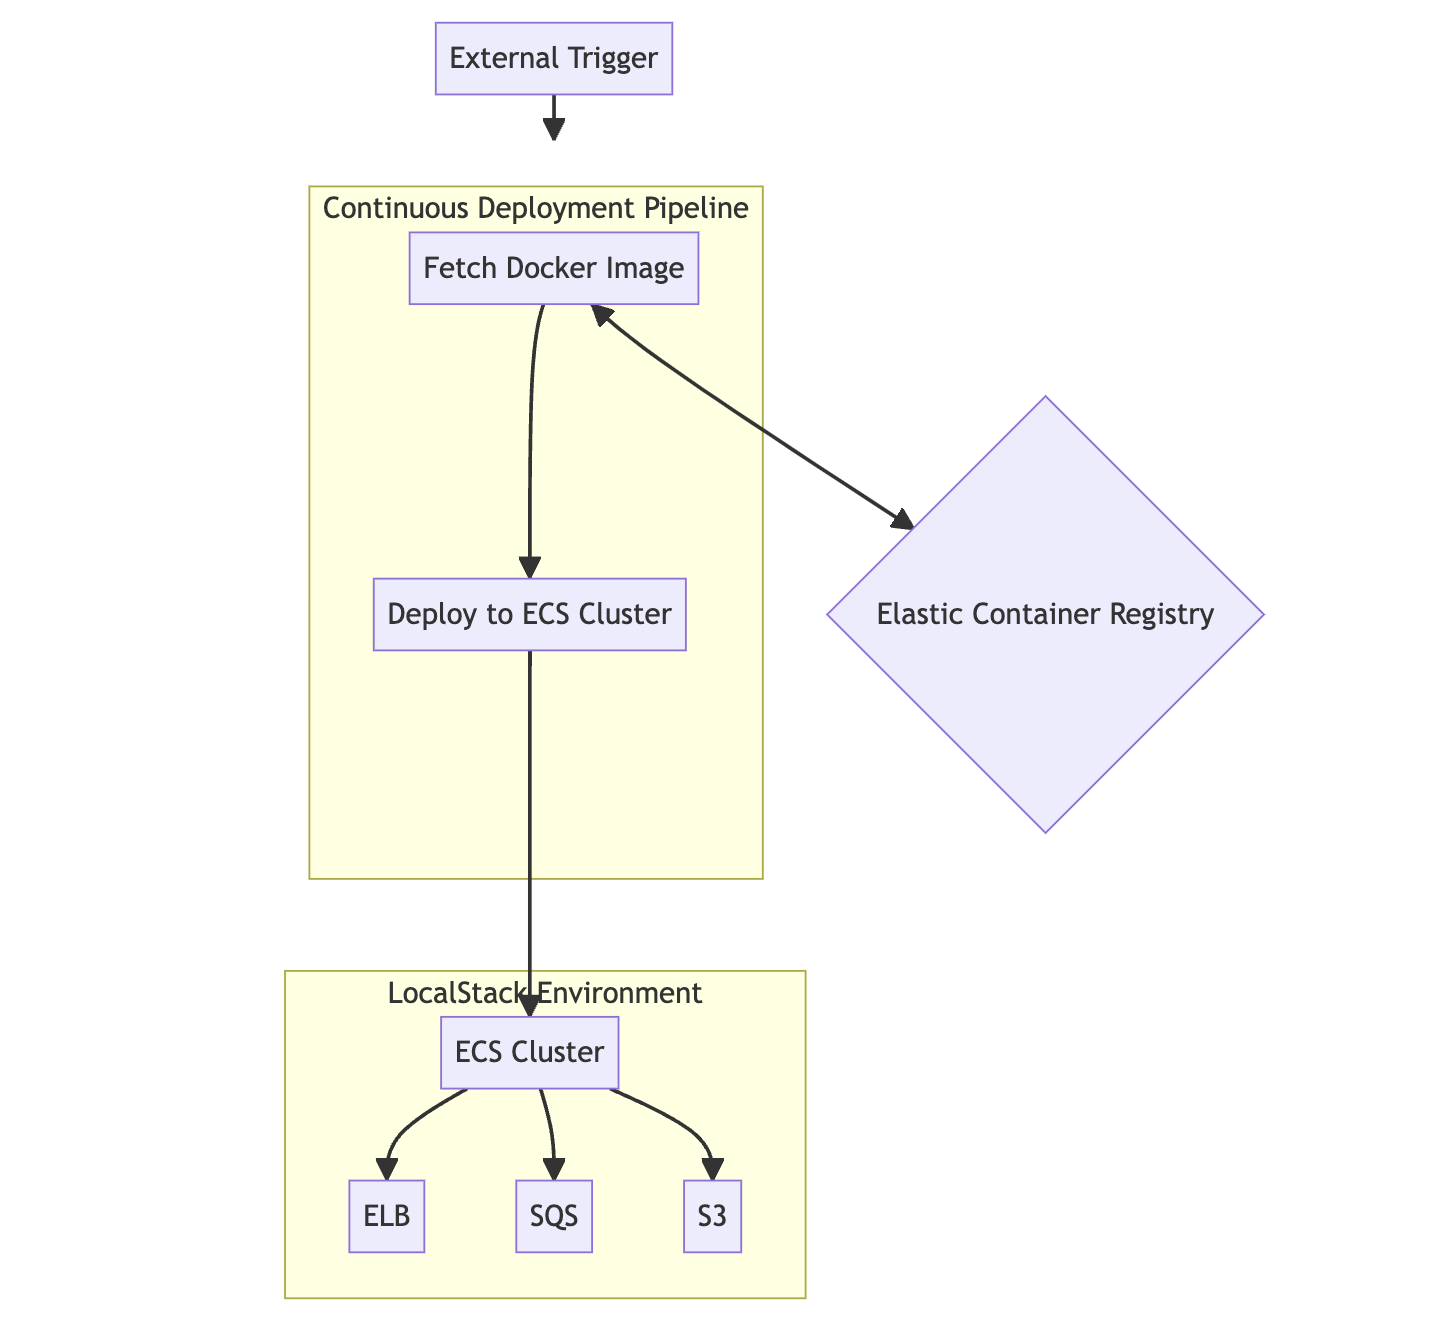 External Trigger
Continuous Deployment Pipeline
Fetch Docker Image
Deploy to ECS Cluster
Elastic Container Registry
LocalStack Environment
ECS Cluster
ELB
SQS
S3